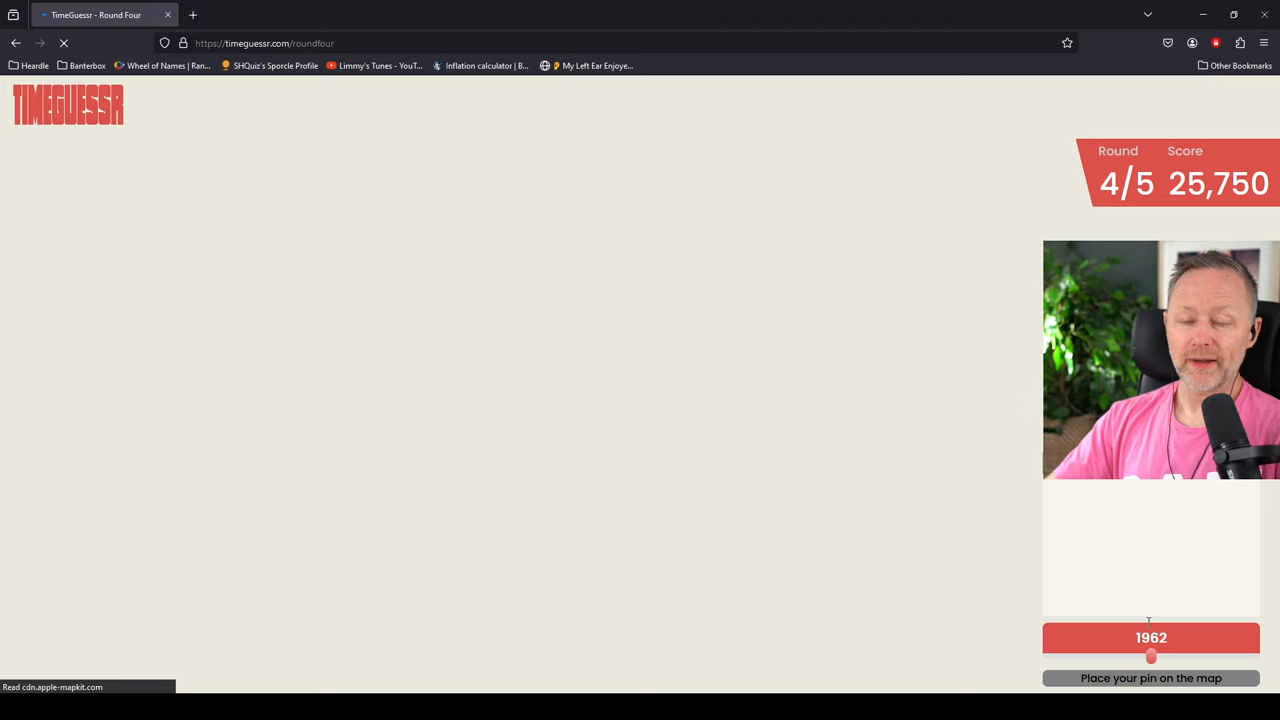 TimeGuessr - Round Four
https://timeguessr.com/roundfour
Heardle
Banterbox
Wheel of Names | Ran...
SHQuiz's Sporcle Profile
Limmy's Tunes - YouT...
Inflation calculator | B...
My Left Ear Enjoye...
Other Bookmarks
TIMEGUESSR
Round Score
4/5 25,750
1962
Place your pin on the map
Read cdn.apple-mapkit.com